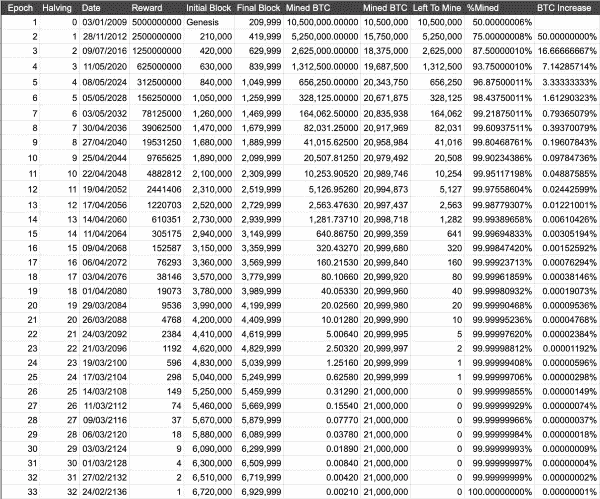 Epoch Halving Date Reward Initial Block Final Block Mined BTC Mined BTC Left To Mine %Mined BTC Increase
1 0 03/01/2009 5000000000 Genesis 209,999 10,500,000.00000 10,500,000 10,500,000 50.00000006%
2 1 28/11/2012 2500000000 210,000 419,999 5,250,000.00000 15,750,000 5,250,000 75.00000008% 50.00000000%
3 2 09/07/2016 1250000000 420,000 629,999 2,625,000.00000 18,375,000 2,625,000 87.50000010% 16.66666667%
4 3 11/05/2020 625000000 630,000 839,999 1,312,500.00000 19,687,500 1,312,500 93.75000010% 7.14285714%
5 4 08/05/2024 312500000 840,000 1,049,999 656,250.00000 20,343,750 656,250 96.87500011% 3.33333333%
6 5 05/05/2028 156250000 1,050,000 1,259,999 328,125.00000 20,671,875 328,125 98.43750011% 1.61290323%
7 6 03/05/2032 78125000 1,260,000 1,469,999 164,062.50000 20,835,938 164,062 99.21875011% 0.79365079%
8 7 30/04/2036 39062500 1,470,000 1,679,999 82,031.25000 20,917,969 82,031 99.60937511% 0.39370079%
9 8 27/04/2040 19531250 1,680,000 1,889,999 41,015.62500 20,958,984 41,016 99.80468761% 0.19607843%
10 9 25/04/2044 9765625 1,890,000 2,099,999 20,507.81250 20,979,492 20,508 99.90234386% 0.09784736%
11 10 22/04/2048 4882812 2,100,000 2,309,999 10,253.90520 20,989,746 10,254 99.95117198% 0.04887585%
12 11 19/04/2052 2441406 2,310,000 2,519,999 5,126.95260 20,994,873 5,127 99.97558604% 0.02442599%
13 12 17/04/2056 1220703 2,520,000 2,729,999 2,563.47630 20,997,437 2,563 99.98779307% 0.01221001%
14 13 14/04/2060 610351 2,730,000 2,939,999 1,281.73710 20,998,718 1,282 99.99389658% 0.00610426%
15 14 11/04/2064 305175 2,940,000 3,149,999 640.86750 20,999,359 641 99.99694833% 0.00305194%
16 15 09/04/2068 152587 3,150,000 3,359,999 320.43270 20,999,680 320 99.99847420% 0.00152592%
17 16 06/04/2072 76293 3,360,000 3,569,999 160.21530 20,999,840 160 99.99923713% 0.00076294%
18 17 03/04/2076 38146 3,570,000 3,779,999 80.10660 20,999,920 80 99.99961859% 0.00038146%
19 18 01/04/2080 19073 3,780,000 3,989,999 40.05330 20,999,960 40 99.99980932% 0.00019073%
20 19 29/03/2084 9536 3,990,000 4,199,999 20.02560 20,999,980 20 99.99990468% 0.00009536%
21 20 26/03/2088 4768 4,200,000 4,409,999 10.01280 20,999,990 10 99.99995236% 0.00004768%
22 21 24/03/2092 2384 4,410,000 4,619,999 5.00640 20,999,995 5 99.99997620% 0.00002384%
23 22 21/03/2096 1192 4,620,000 4,829,999 2.50320 20,999,997 2 99.99998812% 0.00001192%
24 23 19/03/2100 596 4,830,000 5,039,999 1.25160 20,999,999 1 99.99999408% 0.00000596%
25 24 17/03/2104 298 5,040,000 5,249,999 0.62580 20,999,999 1 99.99999706% 0.00000298%
26 25 14/03/2108 149 5,250,000 5,459,999 0.31290 21,000,000 0 99.99999855% 0.00000149%
27 26 11/03/2112 74 5,460,000 5,669,999 0.15540 21,000,000 0 99.99999929% 0.00000074%
28 27 09/03/2116 37 5,670,000 5,879,999 0.07770 21,000,000 0 99.99999966% 0.00000037%
29 28 06/03/2120 18 5,880,000 6,089,999 0.03780 21,000,000 0 99.99999984% 0.00000018%
30 29 03/03/2124 9 6,090,000 6,299,999 0.01890 21,000,000 0 99.99999993% 0.00000009%
31 30 01/03/2128 4 6,300,000 6,509,999 0.00840 21,000,000 0 99.99999997% 0.00000004%
32 31 27/02/2132 2 6,510,000 6,719,999 0.00420 21,000,000 0 99.99999999% 0.00000002%
33 32 24/02/2136 1 6,720,000 6,929,999 0.00210 21,000,000 0 100.00000000% 0.00000001%